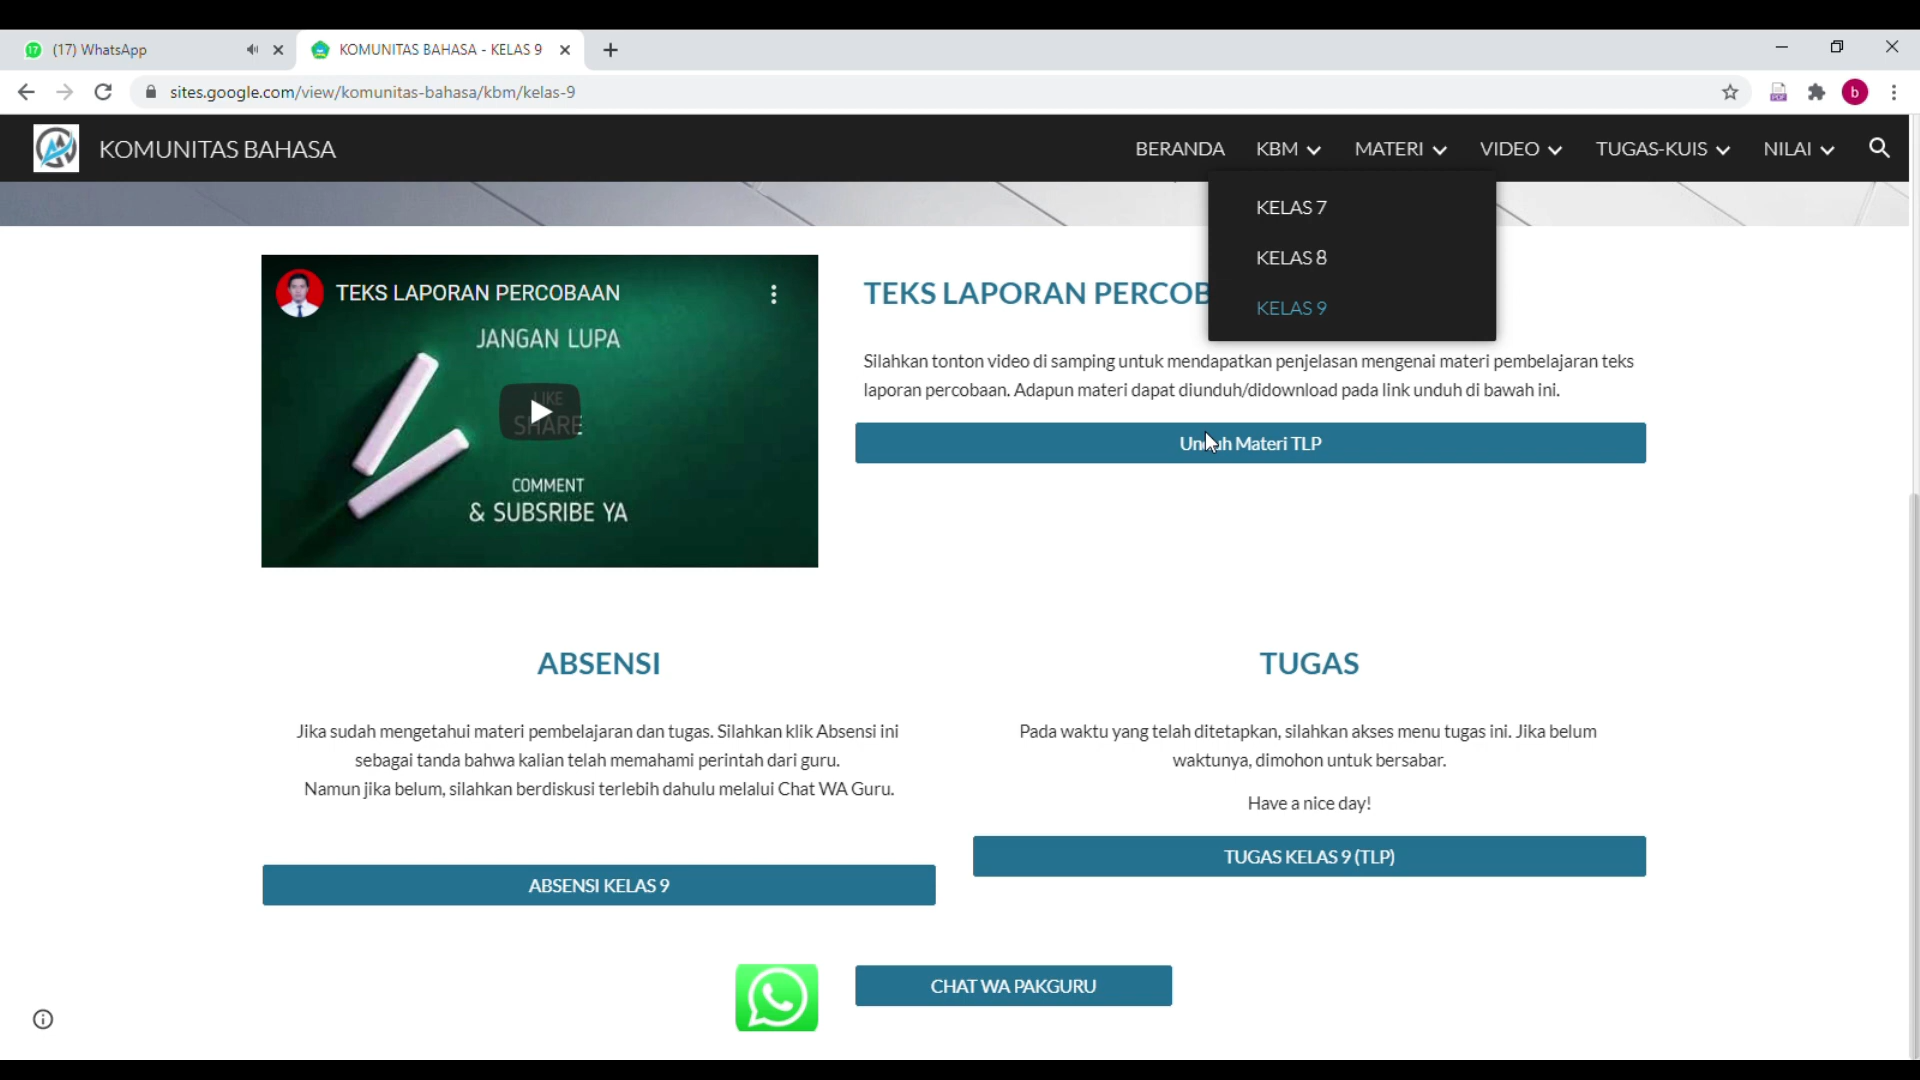 17 (17) WhatsApp
KOMUNITAS BAHASA - KELAS 9
sites.google.com/view/komunitas-bahasa/kbm/kelas-9
PDF
b
KOMUNITAS BAHASA
BERANDA
KBM
MATERI
VIDEO
TUGAS-KUIS
NILAI
KELAS 7
KELAS 8
KELAS 9
TEKS LAPORAN PERCOBAAN
JANGAN LUPA
LIKE
SHARE
COMMENT
& SUBSRIBE YA
TEKS LAPORAN PERCOB
Silahkan tonton video di samping untuk mendapatkan penjelasan mengenai materi pembelajaran teks
laporan percobaan. Adapun materi dapat diunduh/didownload pada link unduh di bawah ini.
Unduh Materi TLP
ABSENSI
Jika sudah mengetahui materi pembelajaran dan tugas. Silahkan klik Absensi ini
sebagai tanda bahwa kalian telah memahami perintah dari guru.
Namun jika belum, silahkan berdiskusi terlebih dahulu melalui Chat WA Guru.
ABSENSI KELAS 9
TUGAS
Pada waktu yang telah ditetapkan, silahkan akses menu tugas ini. Jika belum
waktunya, dimohon untuk bersabar.
Have a nice day!
TUGAS KELAS 9 (TLP)
CHAT WA PAKGURU